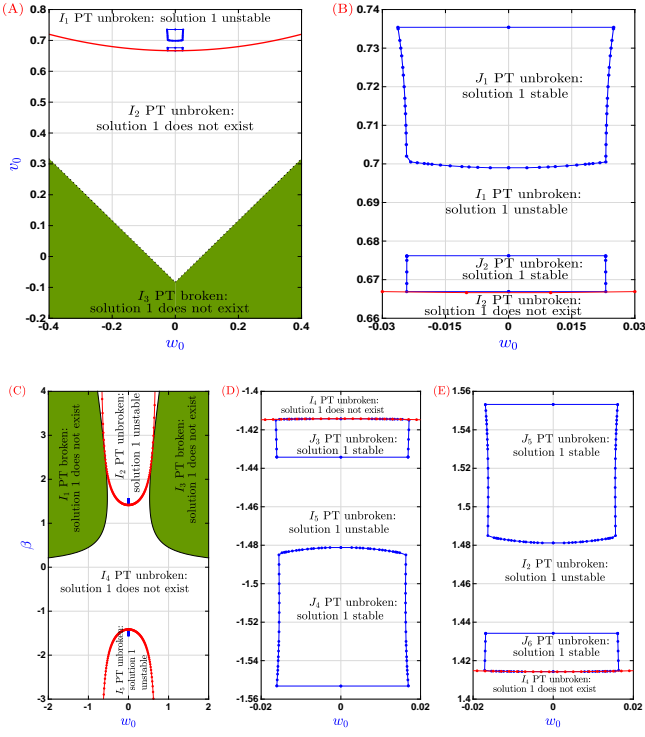 (A)
I1 PT unbroken: solution 1 unstable
I2 PT unbroken:
solution 1 does not exist
I3 PT broken:
solution 1 does not exixt
0.8
0.7
0.6
0.5
0.4
0.3
0.2
0.1
0
-0.1
-0.2
v0
-0.4 -0.2 0 0.2 0.4
w0
(B)
J1 PT unbroken:
solution 1 stable
I1 PT unbroken:
solution 1 unstable
J2 PT unbroken:
solution 1 stable
I2 PT unbroken:
solution 1 does not exist
0.74
0.73
0.72
0.71
0.7
0.69
0.68
0.67
0.66
-0.03 -0.015 0 0.015 0.03
w0
(C)
I1 PT broken:
solution 1 does not exist
I2 PT unbroken:
solution 1 unstable
I3 PT broken:
solution 1 does not exist
I4 PT unbroken:
solution 1 does not exist
I5 PT unbroken:
solution 1
unstable
4
3
2
1
0
-1
-2
-3
β
-2 -1 0 1 2
w0
(D)
I4 PT unbroken:
solution 1 does not exist
J3 PT unbroken:
solution 1 stable
I5 PT unbroken:
solution 1 unstable
J4 PT unbroken:
solution 1 stable
-1.4
-1.42
-1.44
-1.46
-1.48
-1.5
-1.52
-1.54
-1.56
-0.02 0 0.02
w0
(E)
J5 PT unbroken:
solution 1 stable
I2 PT unbroken:
solution 1 unstable
J6 PT unbroken:
solution 1 stable
I4 PT unbroken:
solution 1 does not exist
1.56
1.54
1.52
1.5
1.48
1.46
1.44
1.42
1.4
-0.02 0 0.02
w0